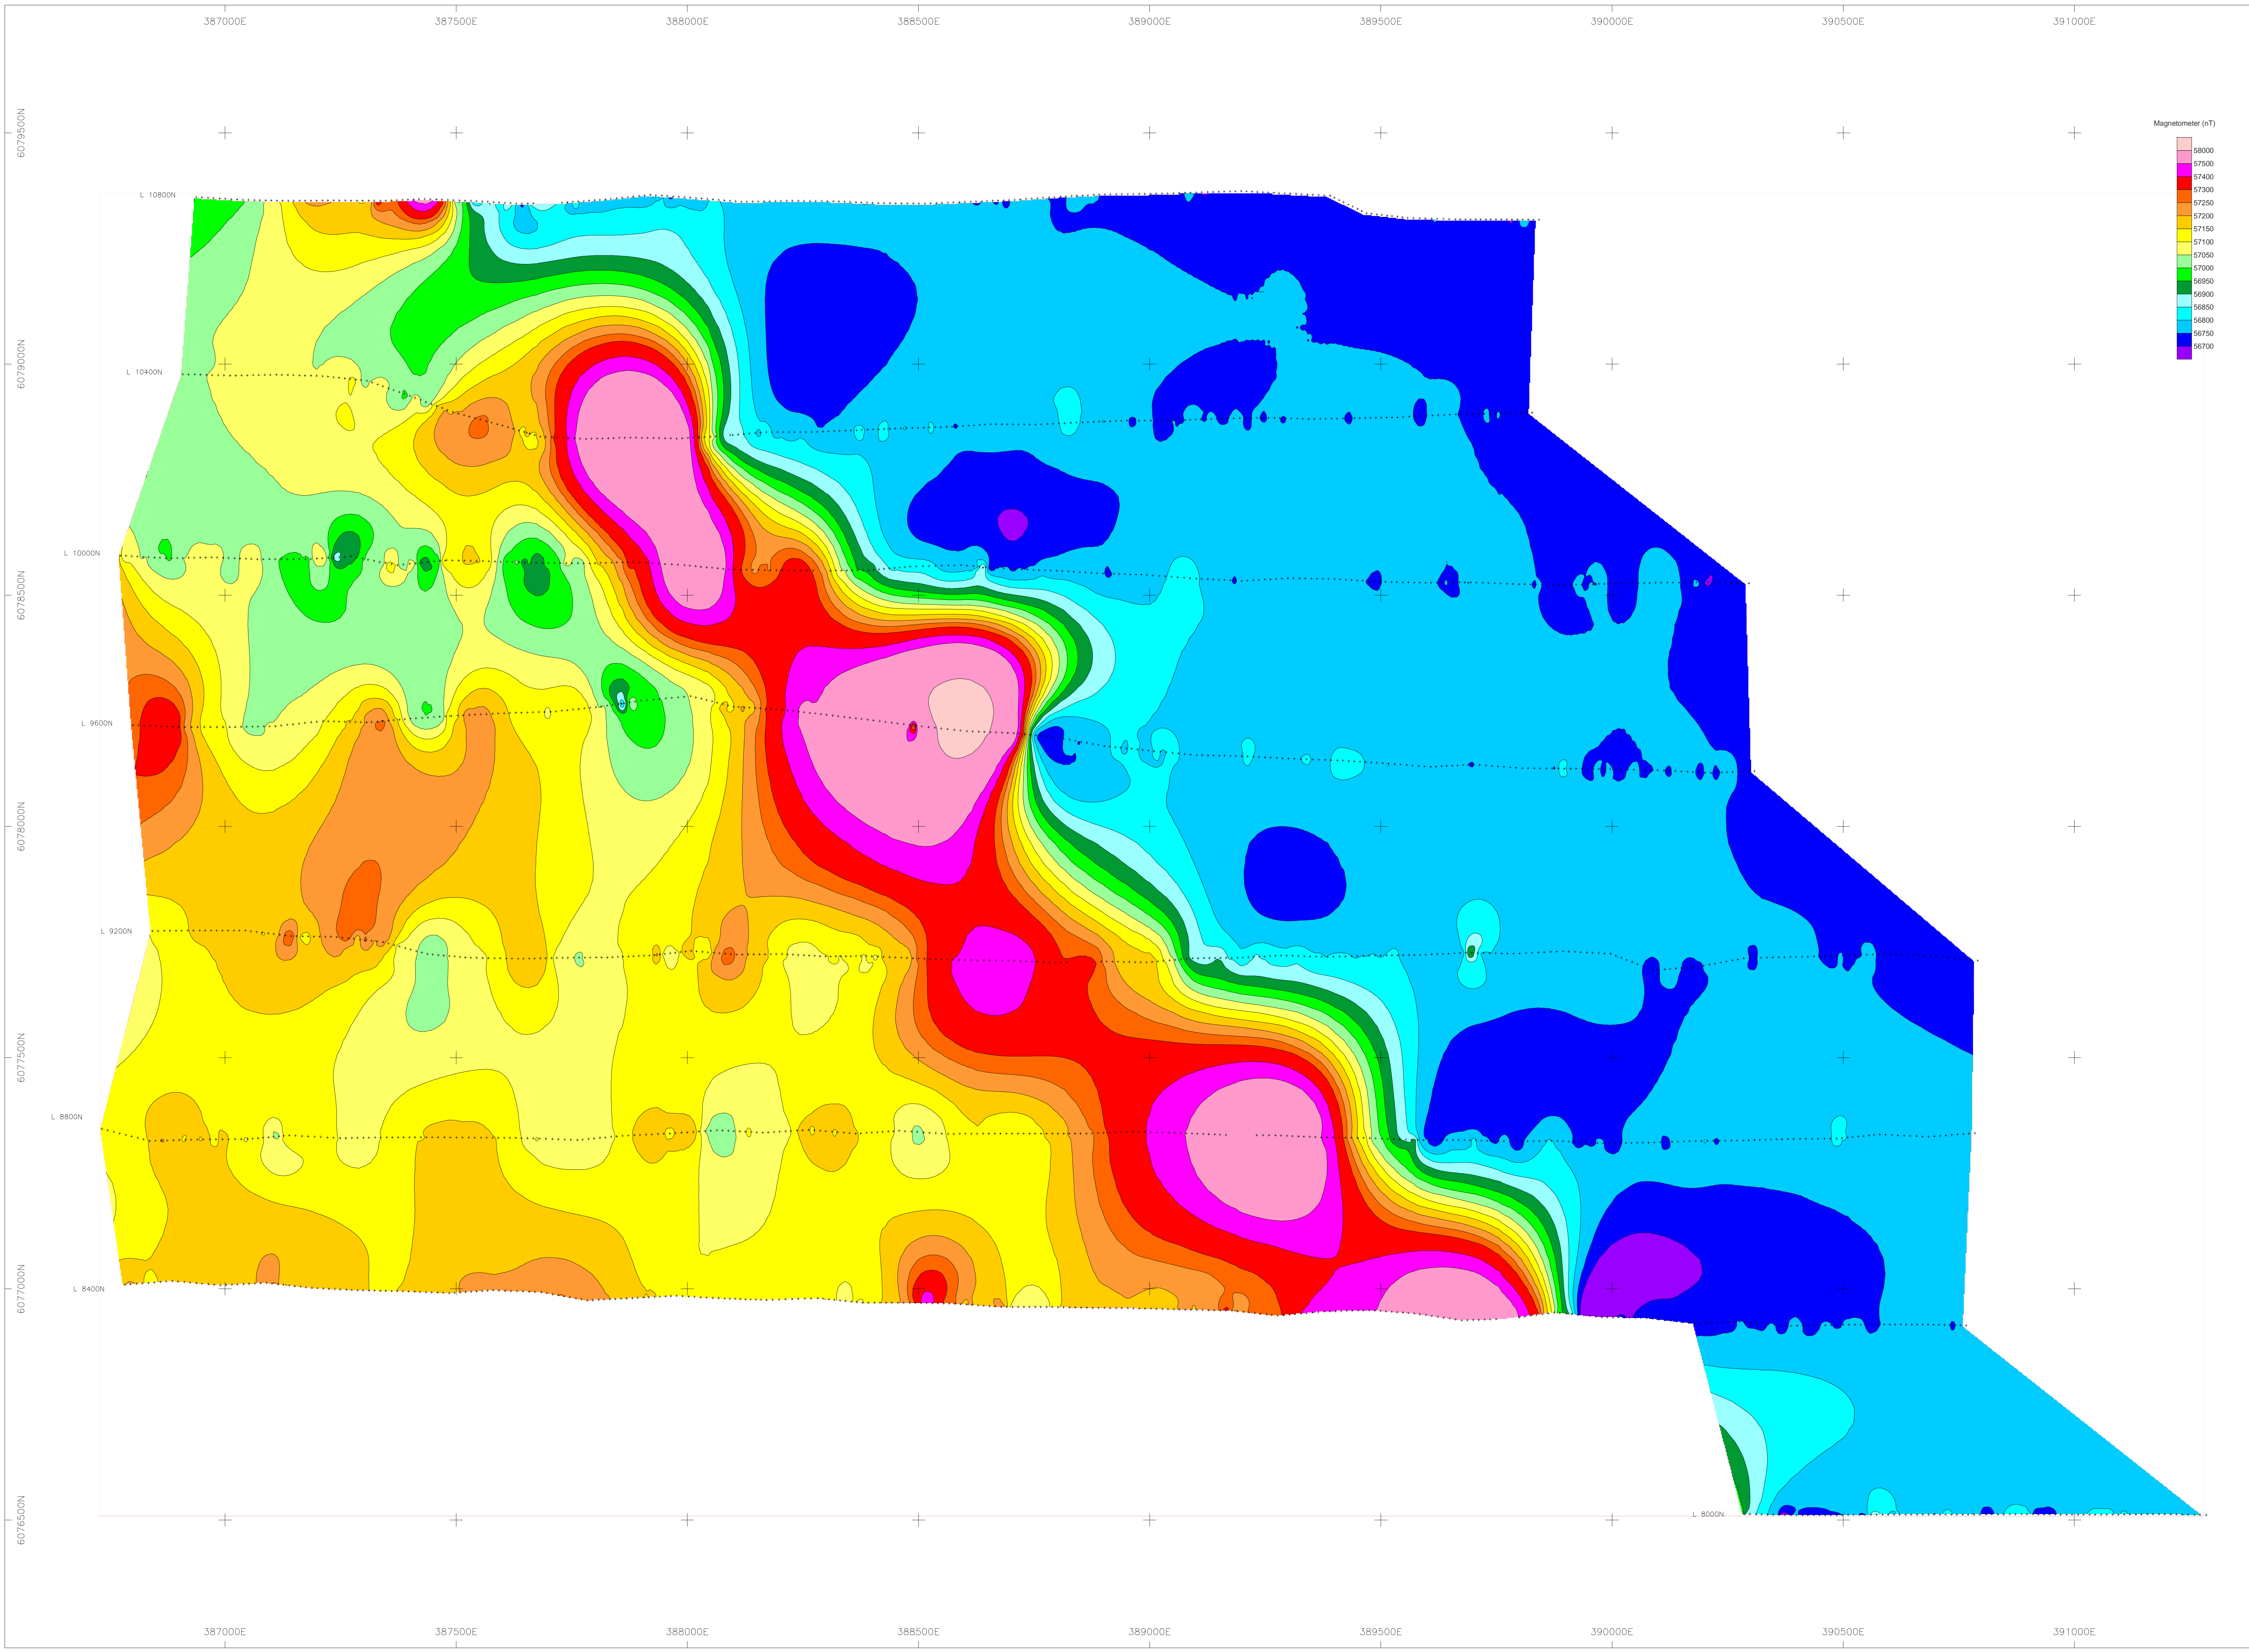 387000E 387500E 388000E 388500E 389000E 389500E 390000E 390500E 391000E
6079500N
6079000N
6078500N
6078000N
6077500N
6077000N
6076500N
Magnetometer (nT)
58000
57500
57400
57300
57250
57200
57150
57100
57050
57000
56950
56900
56850
56800
56750
56700
L 10800N
L 10400N
L 10000N
L 9600N
L 9200N
L 8800N
L 8400N
L 8000N
387000E 387500E 388000E 388500E 389000E 389500E 390000E 390500E 391000E